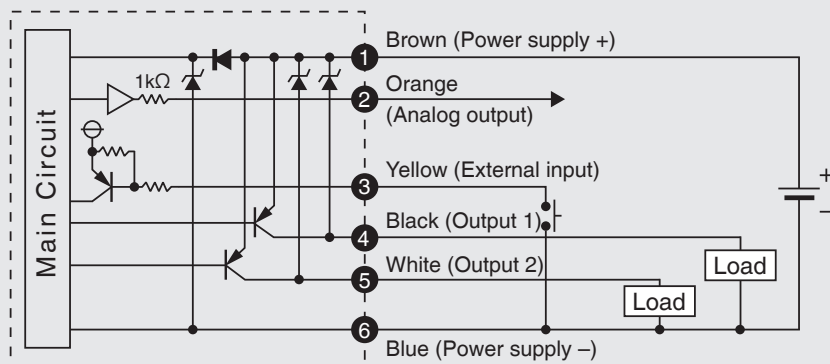 Main Circuit
1kΩ
1 Brown (Power supply +)
2 Orange
(Analog output)
3 Yellow (External input)
4 Black (Output 1)
5 White (Output 2)
6 Blue (Power supply –)
Load
Load
+
–